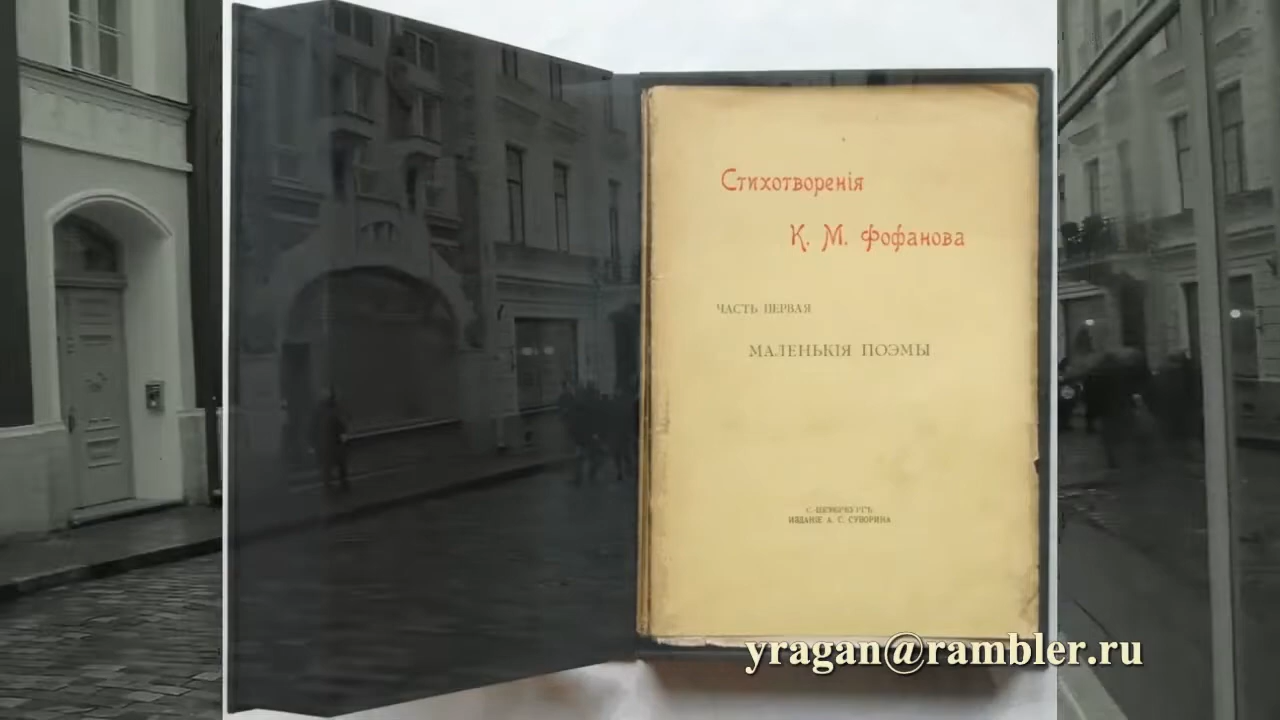 Стихотворенія
К. М. Фофанова
ЧАСТЬ ПЕРВАЯ
МАЛЕНЬКІЯ ПОЭМЫ
С.-ПЕТЕРБУРГЪ
ИЗДАНІЕ А. С. СУВОРИНА
yragan@rambler.ru